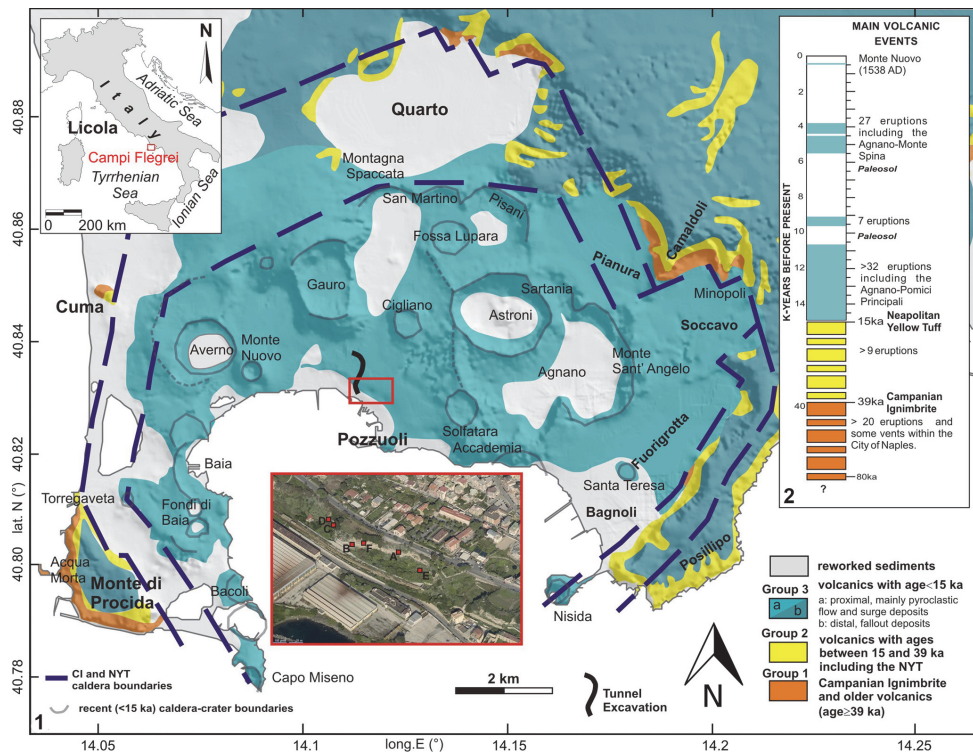 N
Italy
Adriatic Sea
Licola
Campi Flegrei
Tyrrhenian
Sea
Ionian Sea
0
200 km
Quarto
Montagna
Spaccata
San Martino
Pisani
Fossa Lupara
Camaldoli
Pianura
Gauro
Cigliano
Sartania
Minopoli
Cuma
Astroni
Soccavo
Averno
Monte
Nuovo
Agnano
Monte
Sant' Angelo
Pozzuoli
Solfatara
Accademia
Fuorigrotta
Baia
Santa Teresa
Torregaveta
Fondi di
Baia
Bagnoli
Acqua
Morta
Posillipo
Monte di
Procida
Bacoli
Nisida
Capo Miseno
D
C
B
F
A
E
MAIN VOLCANIC
EVENTS
K-YEARS BEFORE PRESENT
0
Monte Nuovo
(1538 AD)
2
4
27 eruptions
including the
Agnano-Monte
Spina
6
Paleosol
8
7 eruptions
10
Paleosol
12
>32 eruptions
including the
Agnano-Pomici
Principali
14
15ka
Neapolitan
Yellow Tuff
> 9 eruptions
39ka
Campanian
Ignimbrite
40
> 20 eruptions and
some vents within the
City of Naples.
80ka
?
2
reworked sediments
Group 3
volcanics with age<15 ka
a
b
a: proximal, mainly pyroclastic
flow and surge deposits
b: distal, fallout deposits
Group 2
volcanics with ages
between 15 and 39 ka
including the NYT
Group 1
Campanian Ignimbrite
and older volcanics
(age≥39 ka)
CI and NYT
caldera boundaries
recent (<15 ka) caldera-crater boundaries
1
2 km
Tunnel
Excavation
N
40.88
40.86
40.84
40.82
lat. N (°)
40.80
40.78
14.05
14.1
long.E (°)
14.15
14.2
14.25